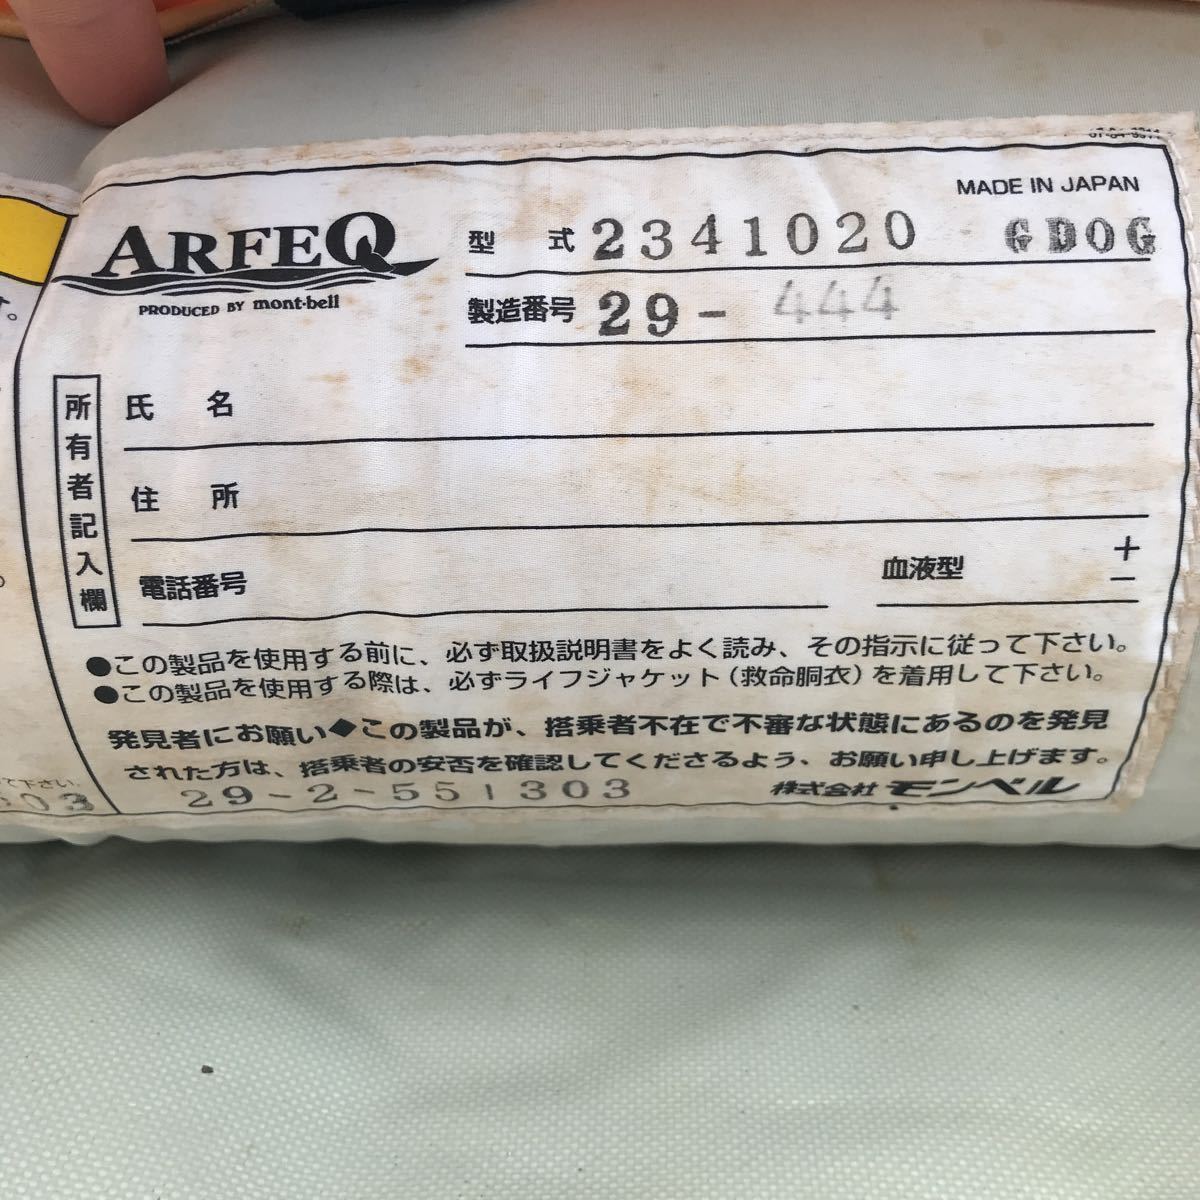 MADE IN JAPAN
ARFEQ
PRODUCED BY mont-bell
型 式 2341020 GDOG
製造番号 29- 444
所有者記入欄
氏 名
住 所
電話番号
血液型 + −
●この製品を使用する前に、必ず取扱説明書をよく読み、その指示に従って下さい。
●この製品を使用する際は、必ずライフジャケット(救命胴衣)を着用して下さい。
発見者にお願い◆この製品が、搭乗者不在で不審な状態にあるのを発見
された方は、搭乗者の安否を確認してくださるよう、お願い申し上げます。
29-2-551303
株式会社 モンベル
す。
て下さい。